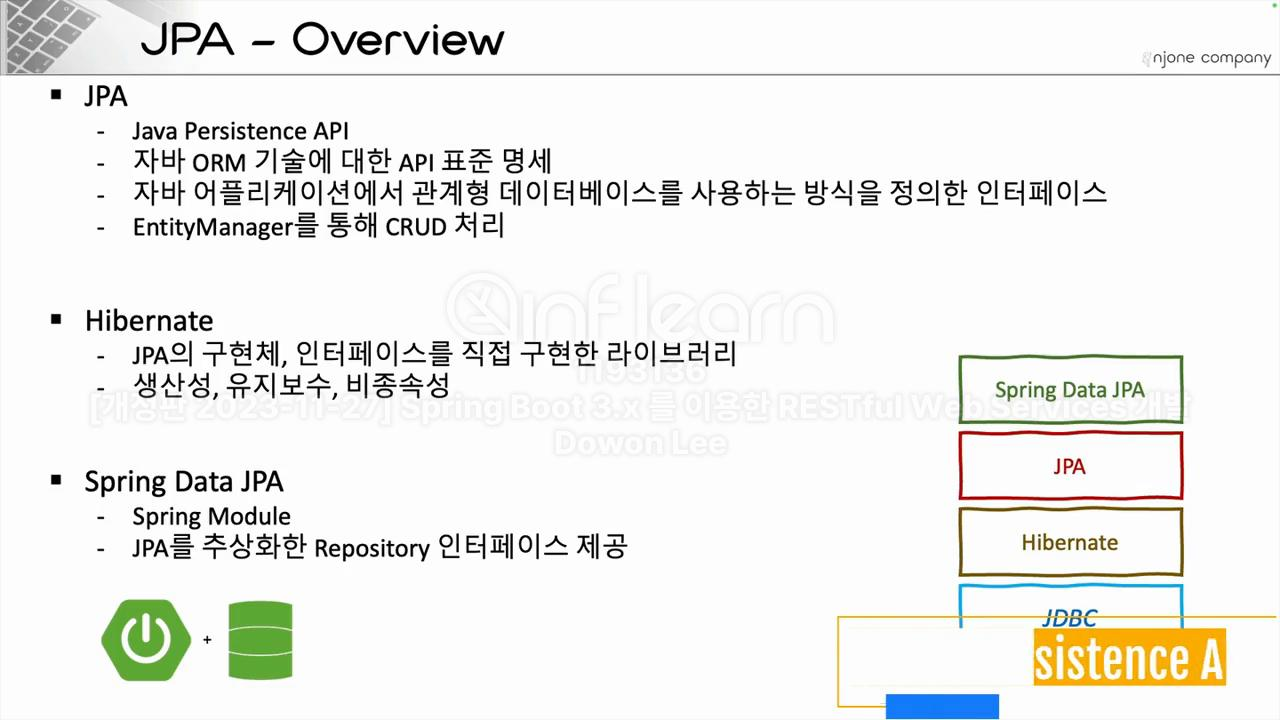 JPA – Overview
njone company
▪ JPA
- Java Persistence API
- 자바 ORM 기술에 대한 API 표준 명세
- 자바 어플리케이션에서 관계형 데이터베이스를 사용하는 방식을 정의한 인터페이스
- EntityManager를 통해 CRUD 처리
▪ Hibernate
- JPA의 구현체, 인터페이스를 직접 구현한 라이브러리
- 생산성, 유지보수, 비종속성
▪ Spring Data JPA
- Spring Module
- JPA를 추상화한 Repository 인터페이스 제공
+
Spring Data JPA
JPA
Hibernate
JDBC
sistence A
inflearn
1193136
[개정판 2023-11-27] Spring Boot 3.x 를 이용한 RESTful Web Services 개발
Dowon Lee